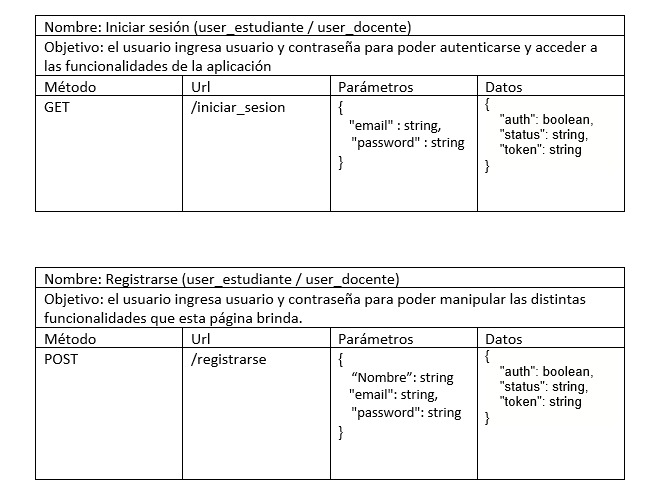 Nombre: Iniciar sesión (user_estudiante / user_docente)
Objetivo: el usuario ingresa usuario y contraseña para poder autenticarse y acceder a
las funcionalidades de la aplicación
Método Url Parámetros Datos
GET /iniciar_sesion { {
"email" : string, "auth": boolean,
"password" : string "status": string,
} "token": string
}
Nombre: Registrarse (user_estudiante / user_docente)
Objetivo: el usuario ingresa usuario y contraseña para poder manipular las distintas
funcionalidades que esta página brinda.
Método Url Parámetros Datos
POST /registrarse { {
“Nombre”: string "auth": boolean,
"email": string, "status": string,
"password": string "token": string
} }